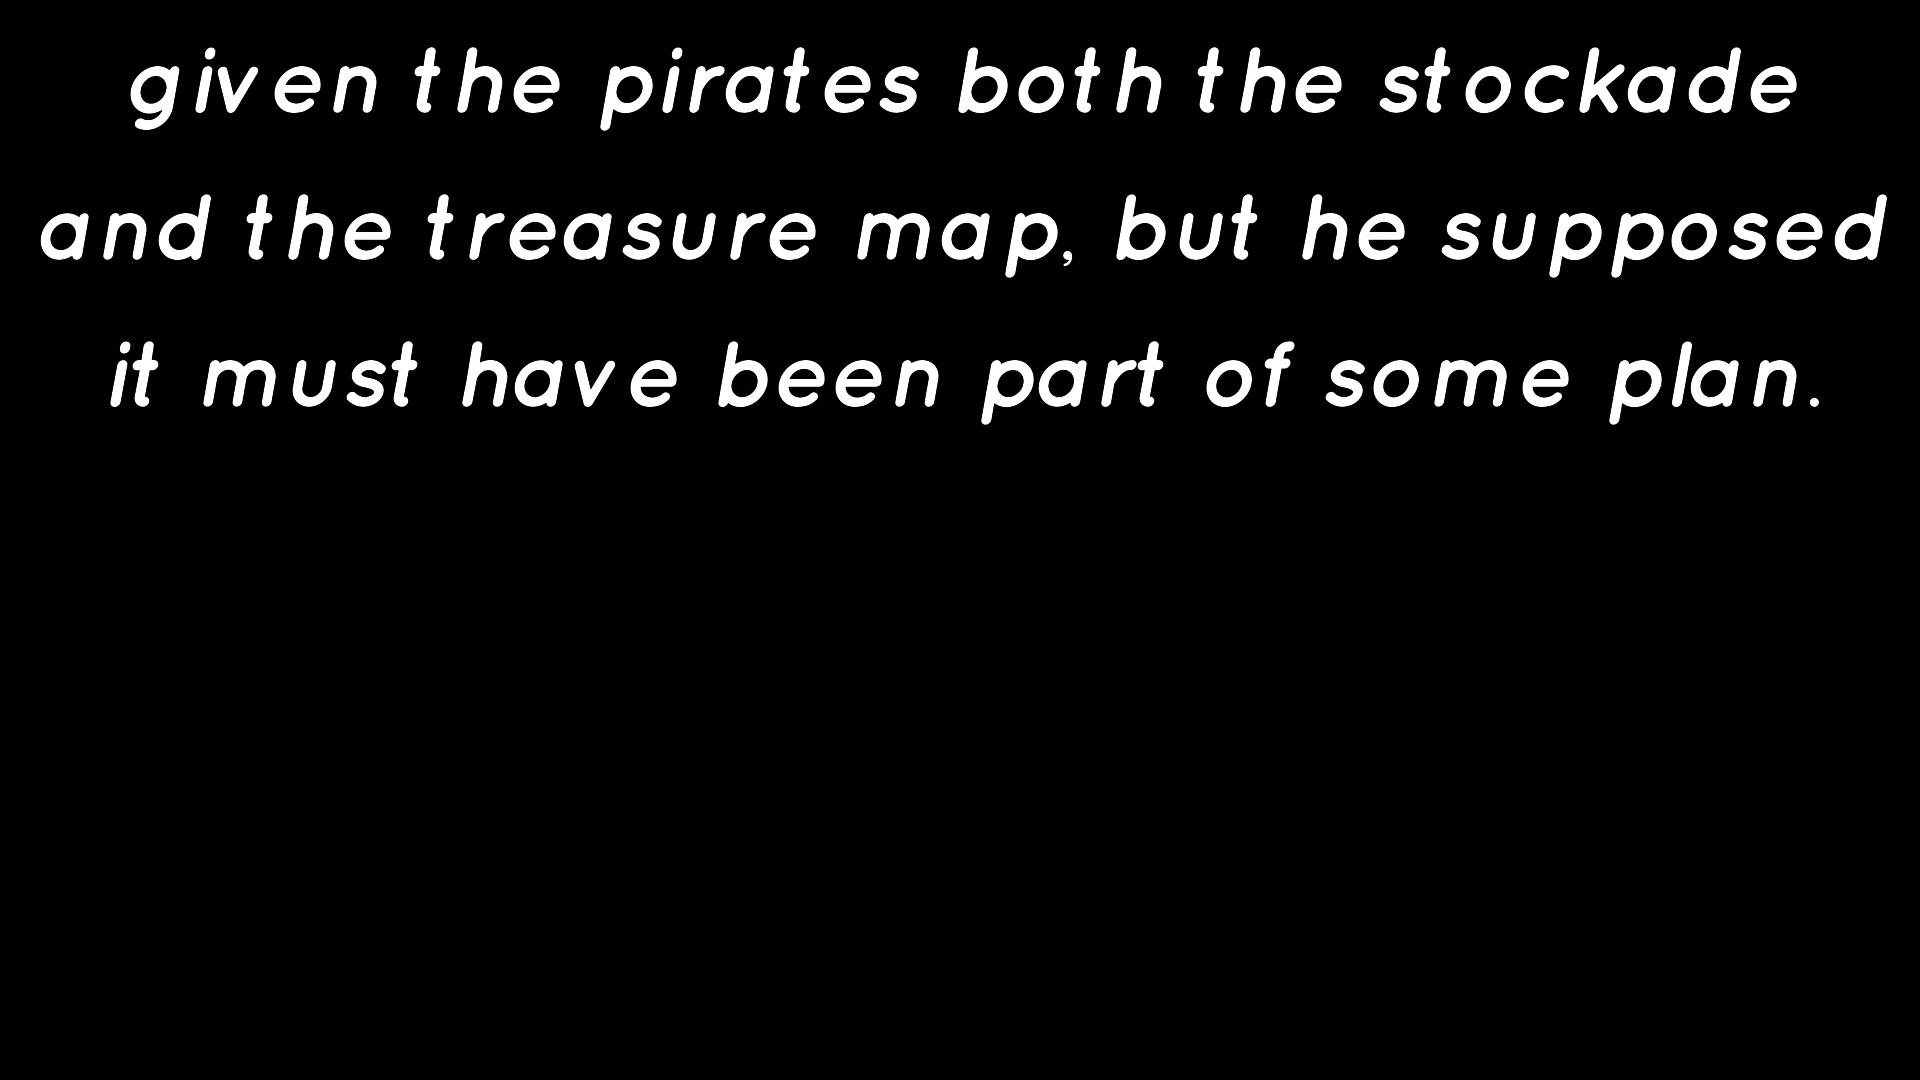 given the pirates both the stockade
and the treasure map, but he supposed
it must have been part of some plan.